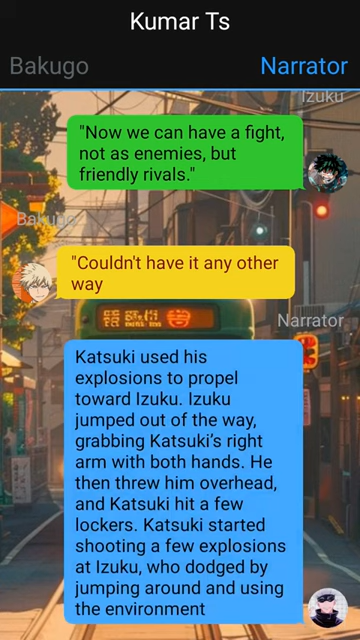 Kumar Ts
Bakugo
Narrator
Izuku
"Now we can have a fight,
not as enemies, but
friendly rivals."
Bakugo
"Couldn't have it any other
way
Narrator
Katsuki used his
explosions to propel
toward Izuku. Izuku
jumped out of the way,
grabbing Katsuki's right
arm with both hands. He
then threw him overhead,
and Katsuki hit a few
lockers. Katsuki started
shooting a few explosions
at Izuku, who dodged by
jumping around and using
the environment